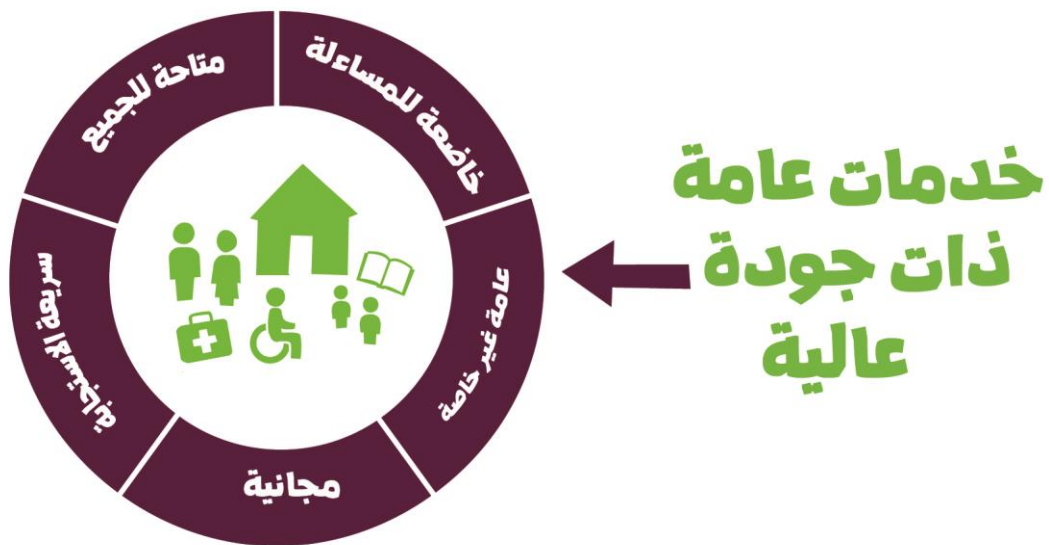 خدمات عامة
ذات جودة
عالية
خاضعة للمساءلة
متاحة للجميع
سريعة الاستجابة
مجانية
عامة غير خاصة